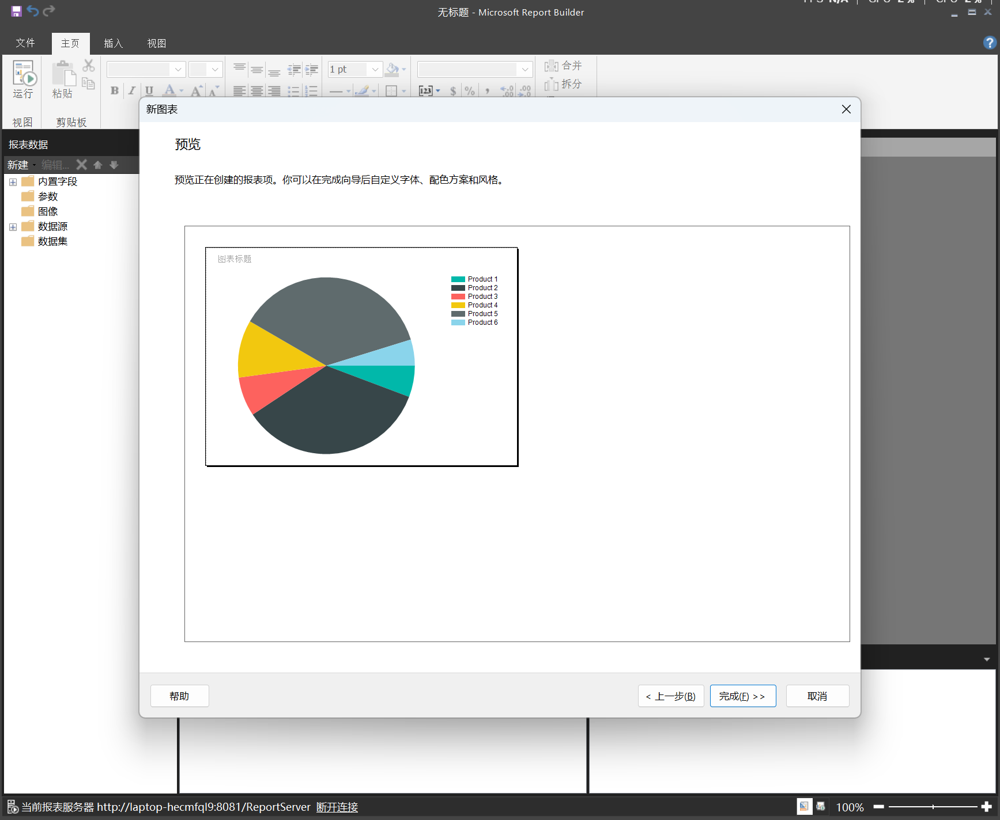 无标题 - Microsoft Report Builder
文件 主页 插入 视图
1 pt
合并
拆分
运行 粘贴
B I U A A A [123] $ % ,
视图 剪贴板
新图表
报表数据
新建 编辑...
内置字段
参数
图像
数据源
数据集
预览
预览正在创建的报表项。你可以在完成向导后自定义字体、配色方案和风格。
图表标题
Product 1
Product 2
Product 3
Product 4
Product 5
Product 6
帮助 < 上一步(B) 完成(F) >> 取消
当前报表服务器 http://laptop-hecmfql9:8081/ReportServer 断开连接 100%